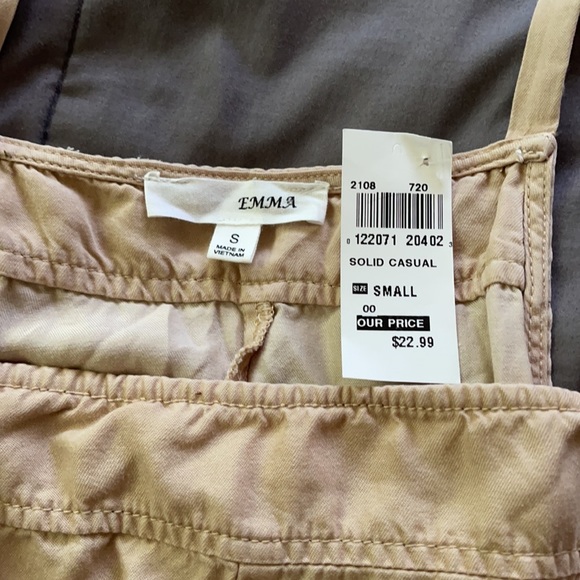 EMMA
S
MADE IN
VIETNAM
2108 720
0 122071 20402 3
SOLID CASUAL
SIZE SMALL
00
OUR PRICE
$22.99